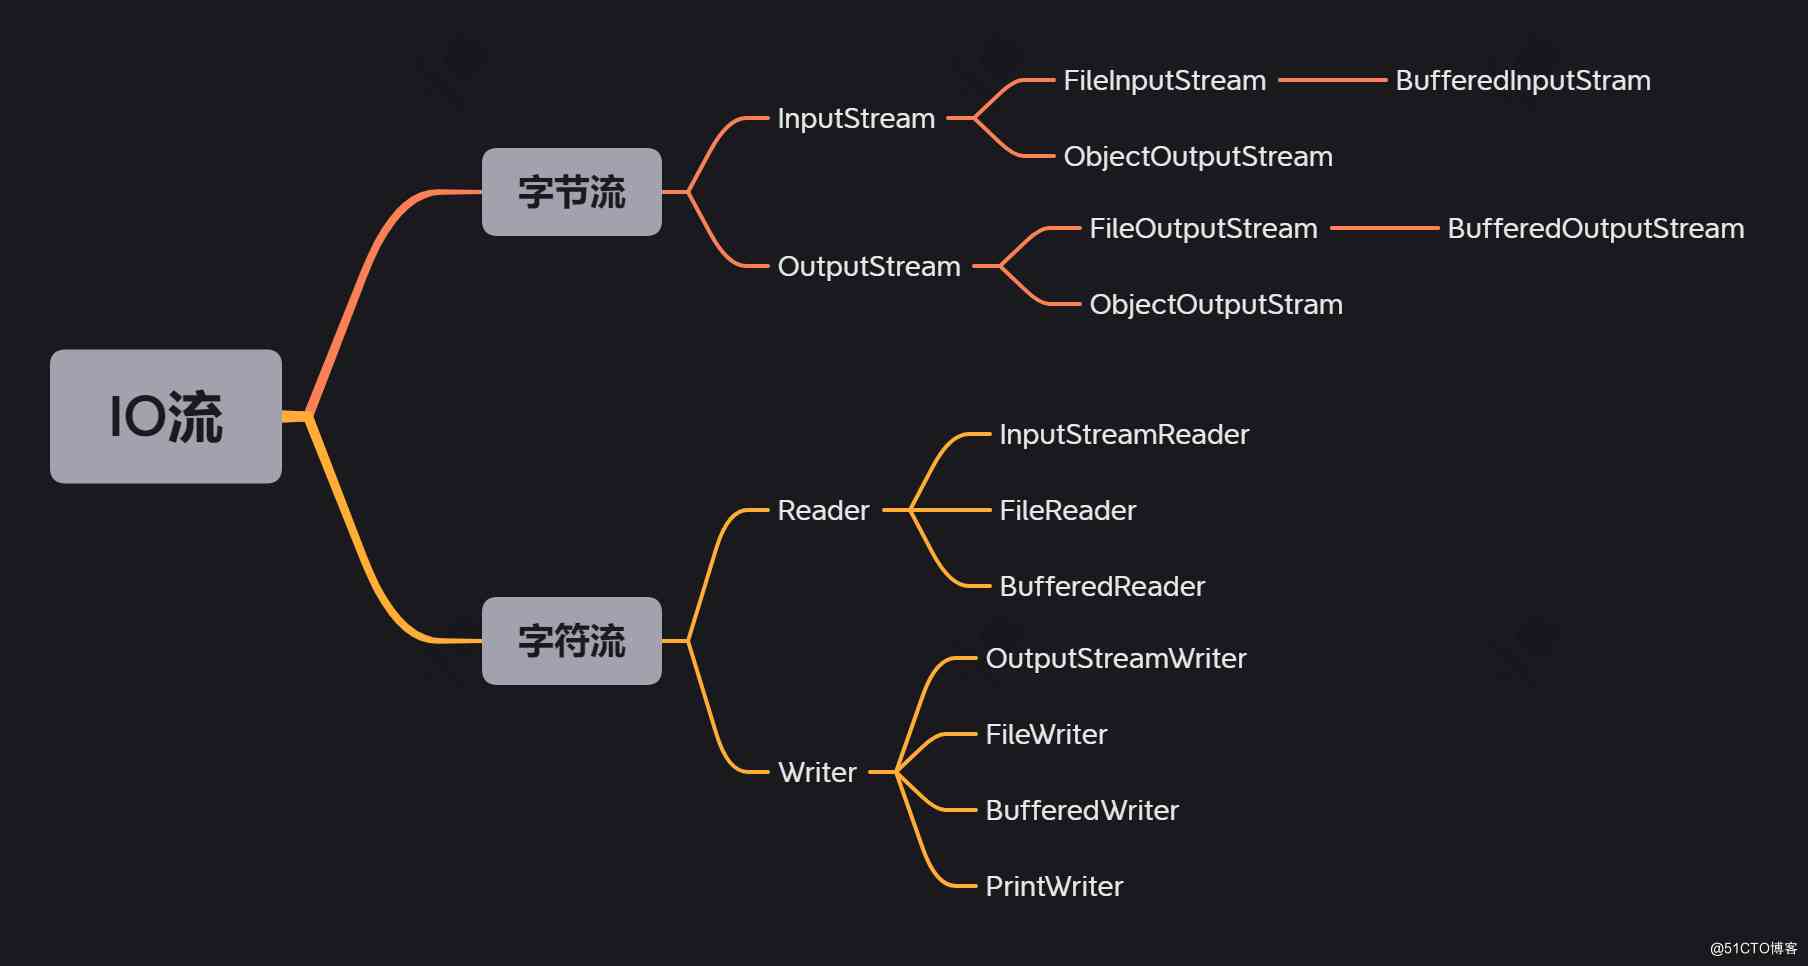 IO流
字节流
InputStream
FileInputStream
BufferedInputStram
ObjectOutputStream
OutputStream
FileOutputStream
BufferedOutputStream
ObjectOutputStram
字符流
Reader
InputStreamReader
FileReader
BufferedReader
Writer
OutputStreamWriter
FileWriter
BufferedWriter
PrintWriter
@51CTO博客